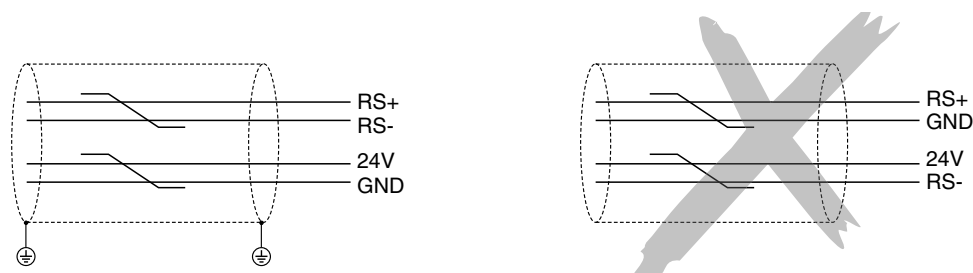 RS+
RS-
24V
GND
RS+
GND
24V
RS-